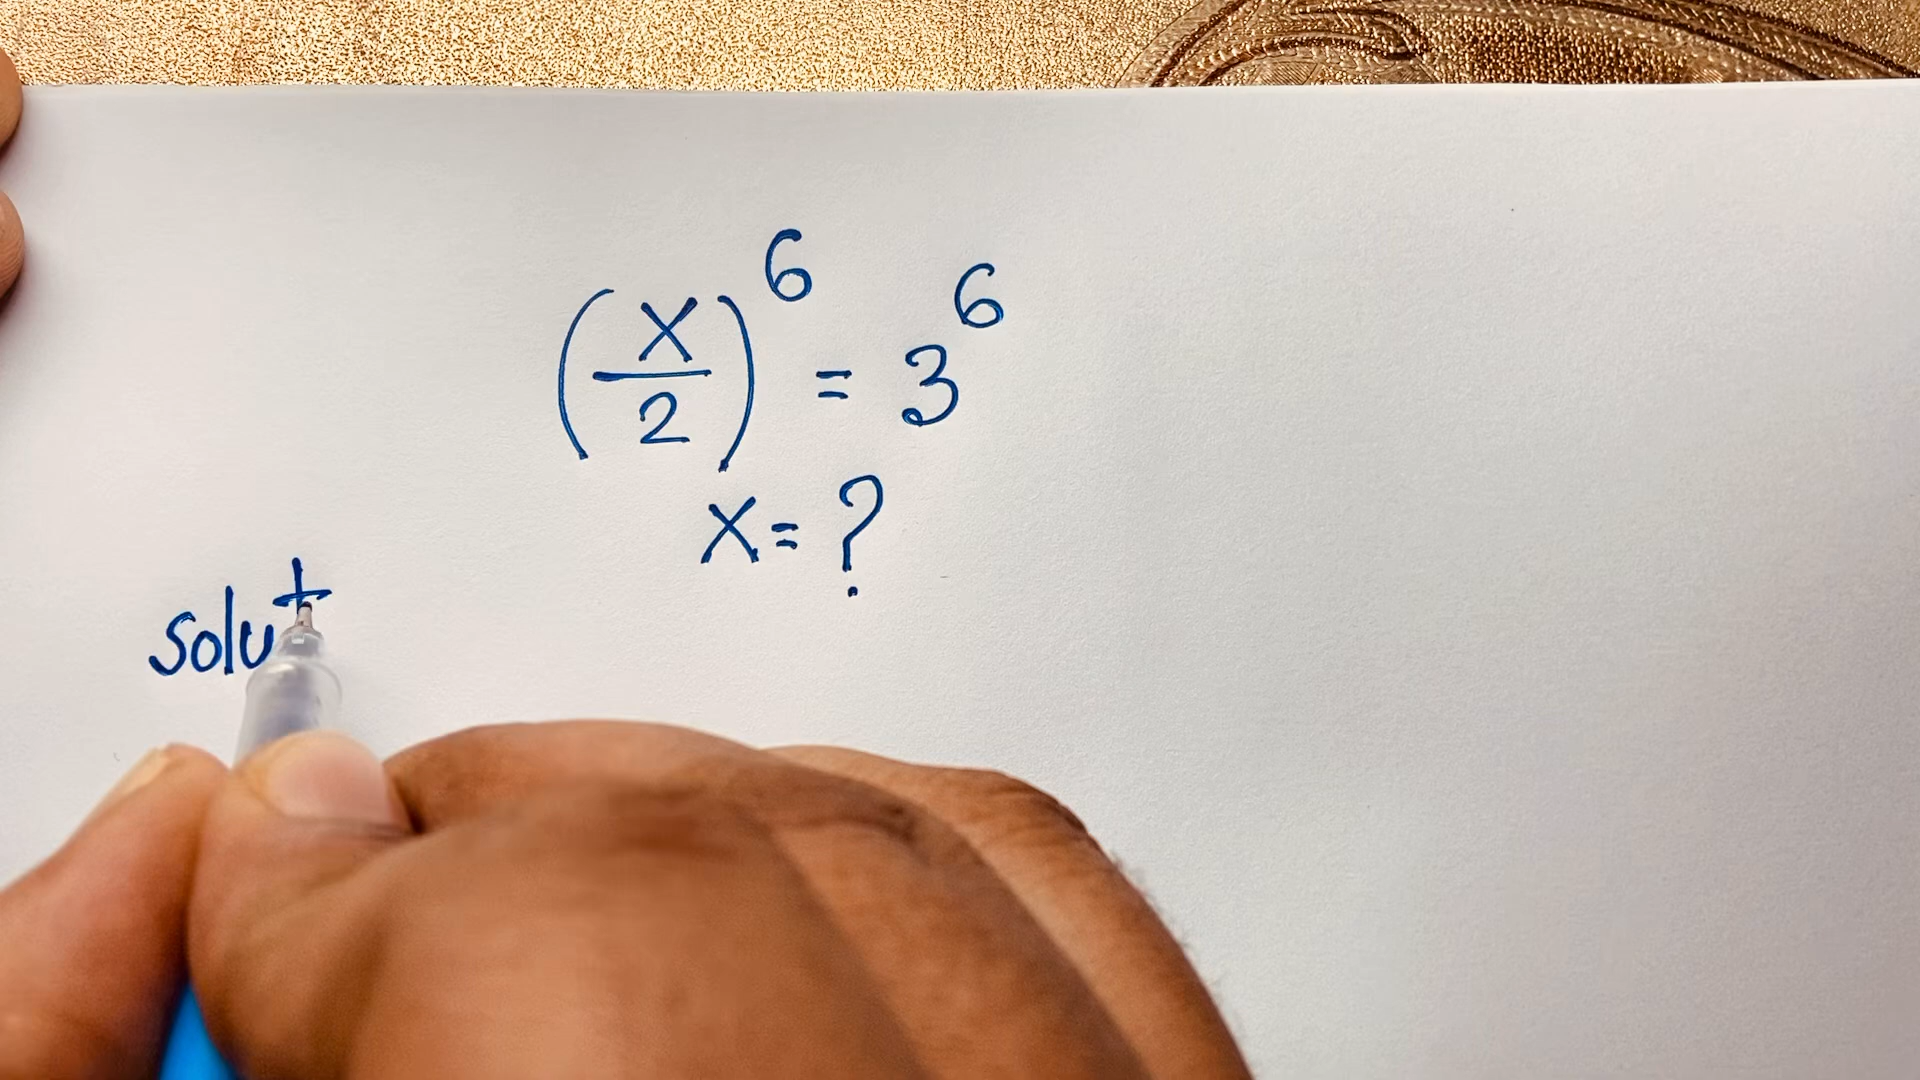 (x/2)^6 = 3^6
x = ?
Solut